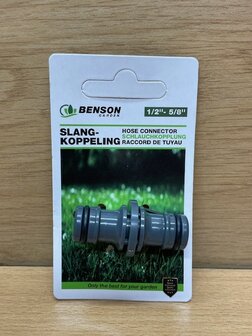 BENSON
GARDEN
1/2"- 5/8"
SLANG-
KOPPELING
HOSE CONNECTOR
SCHLAUCHKOPPLUNG
RACCORD DE TUYAU
Only the best for your garden